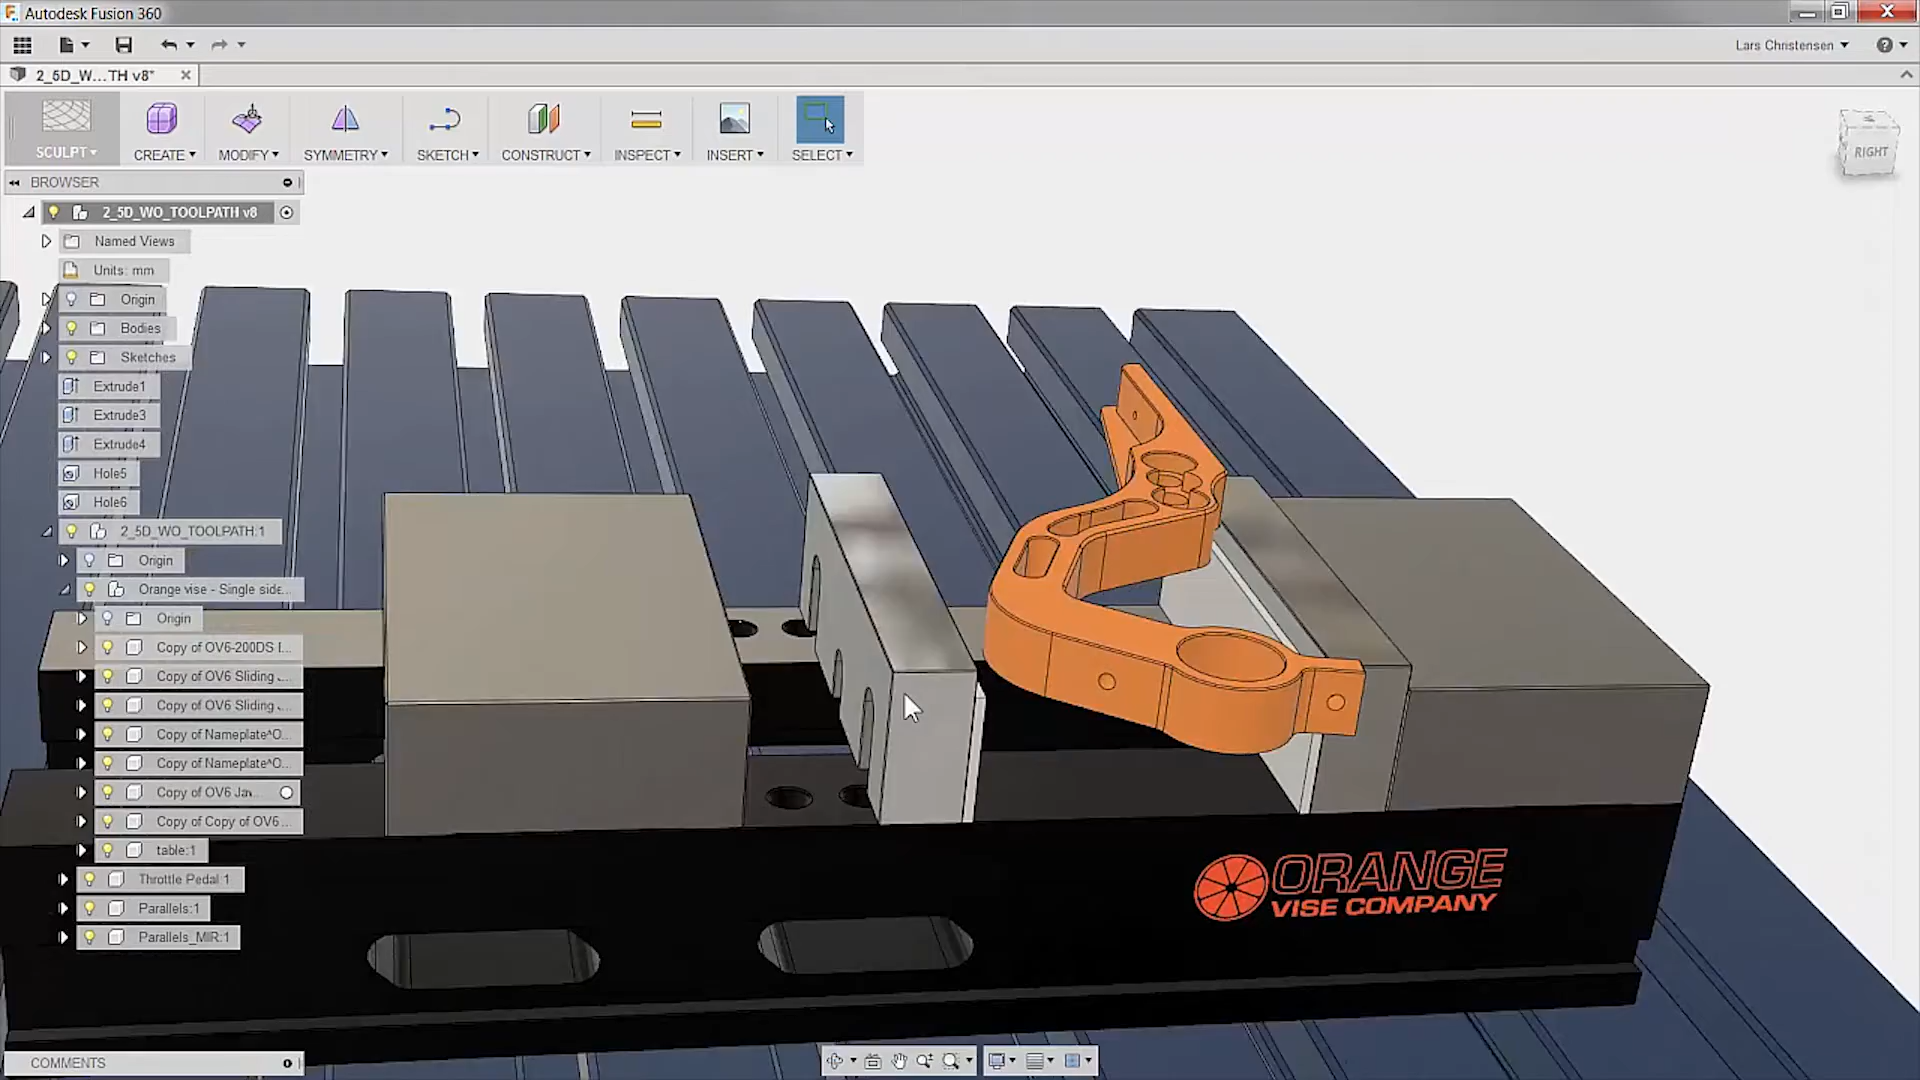 Autodesk Fusion 360
Lars Christensen
2_5D_W...TH v8*
SCULPT
CREATE
MODIFY
SYMMETRY
SKETCH
CONSTRUCT
INSPECT
INSERT
SELECT
RIGHT
BROWSER
2_5D_WO_TOOLPATH v8
Named Views
Units: mm
Origin
Bodies
Sketches
Extrude1
Extrude3
Extrude4
Hole5
Hole6
2_5D_WO_TOOLPATH:1
Origin
Orange vise - Single side...
Origin
Copy of OV6-200DS
Copy of OV6 Sliding
Copy of OV6 Sliding
Copy of Nameplate^O...
Copy of Nameplate^O...
Copy of OV6 Jaw...
Copy of Copy of OV6...
table:1
Throttle Pedal:1
Parallels:1
Parallels_MIR:1
ORANGE
VISE COMPANY
COMMENTS